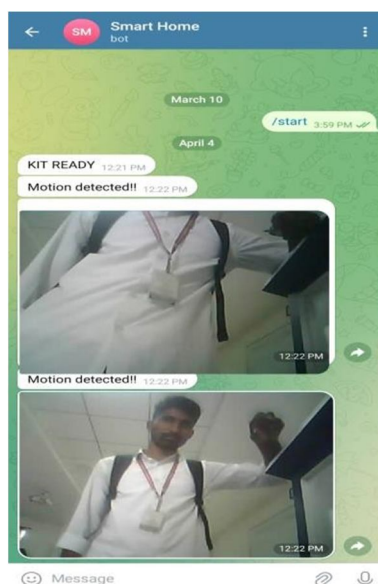 SM
Smart Home
bot
March 10
/start 3:59 PM
April 4
KIT READY 12:21 PM
Motion detected!! 12:22 PM
12:22 PM
Motion detected!! 12:22 PM
12:22 PM
Message